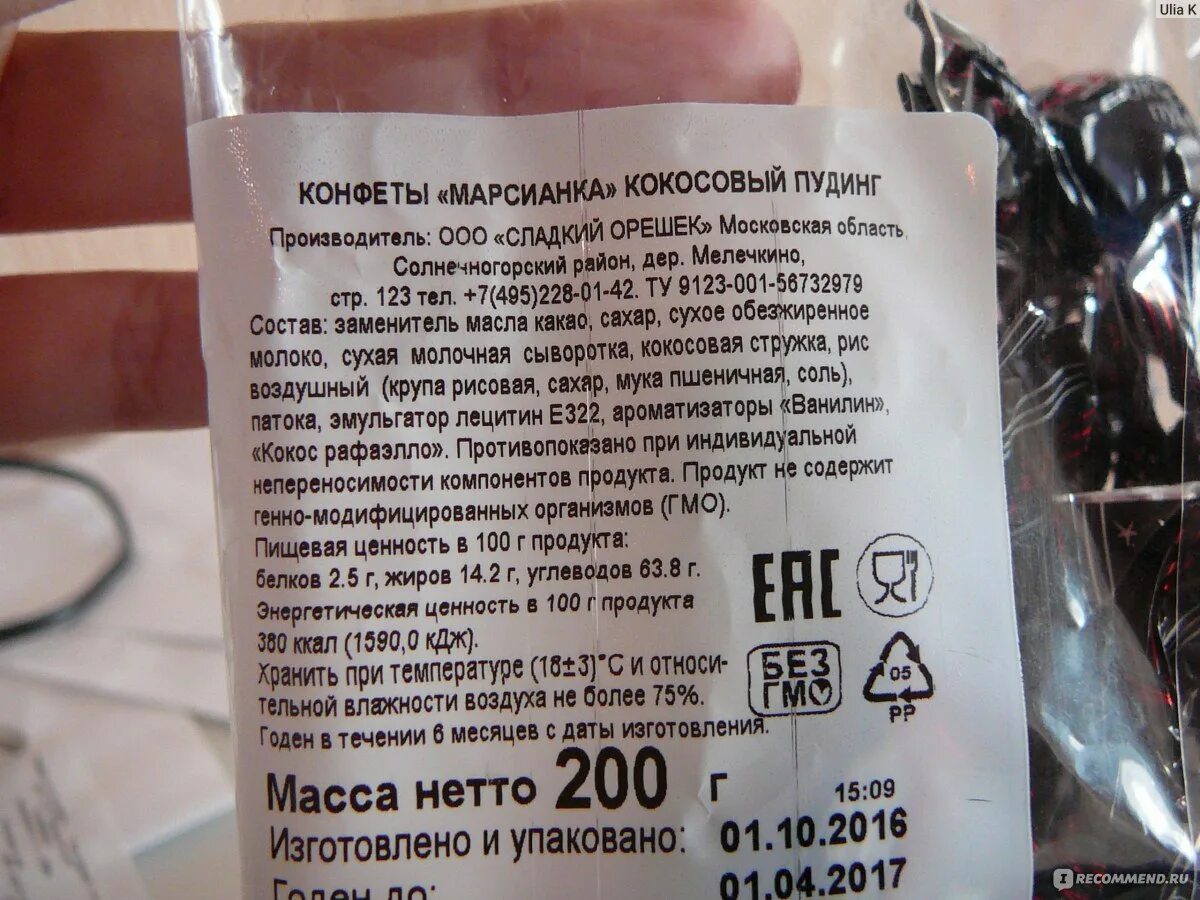 Ulia K
КОНФЕТЫ «МАРСИАНКА» КОКОСОВЫЙ ПУДИНГ
Производитель: ООО «СЛАДКИЙ ОРЕШЕК» Московская область,
Солнечногорский район, дер. Мелечкино,
стр. 123 тел. +7(495)228-01-42. ТУ 9123-001-56732979
Состав: заменитель масла какао, сахар, сухое обезжиренное
молоко, сухая молочная сыворотка, кокосовая стружка, рис
воздушный (крупа рисовая, сахар, мука пшеничная, соль),
патока, эмульгатор лецитин Е322, ароматизаторы «Ванилин»,
«Кокос рафаэлло». Противопоказано при индивидуальной
непереносимости компонентов продукта. Продукт не содержит
генно-модифицированных организмов (ГМО).
Пищевая ценность в 100 г продукта:
белков 2.5 г, жиров 14.2 г, углеводов 63.8 г.
Энергетическая ценность в 100 г продукта
380 ккал (1590,0 кДж).
Хранить при температуре (18±3)°С и относи-
тельной влажности воздуха не более 75%.
Годен в течении 6 месяцев с даты изготовления.
EAC
БЕЗ
ГМО
05
PP
Масса нетто 200 г
15:09
Изготовлено и упаковано: 01.10.2016
Годен до: 01.04.2017
IRECOMMEND.RU